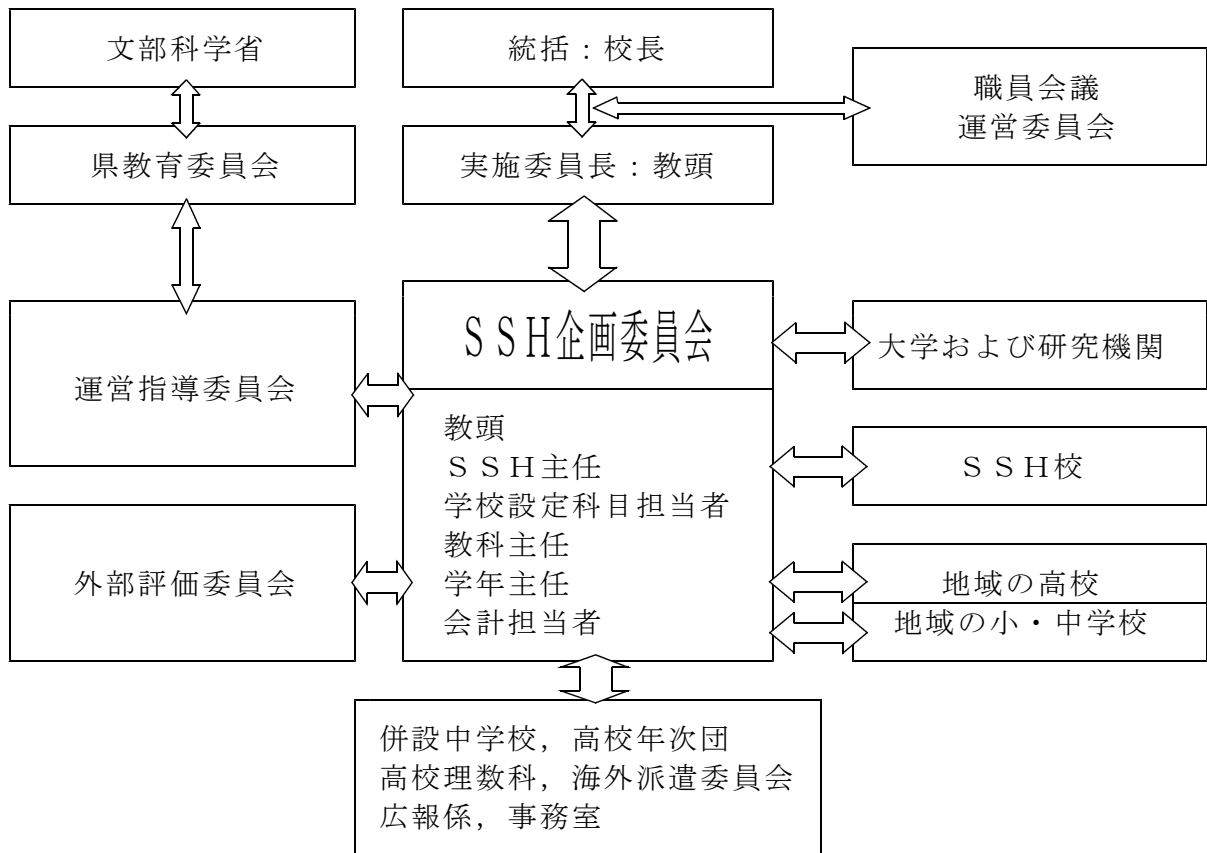 文部科学省
統括：校長
職員会議
運営委員会
県教育委員会
実施委員長：教頭
ＳＳＨ企画委員会
大学および研究機関
運営指導委員会
教頭
ＳＳＨ主任
学校設定科目担当者
教科主任
学年主任
会計担当者
ＳＳＨ校
外部評価委員会
地域の高校
地域の小・中学校
併設中学校，高校年次団
高校理数科，海外派遣委員会
広報係，事務室